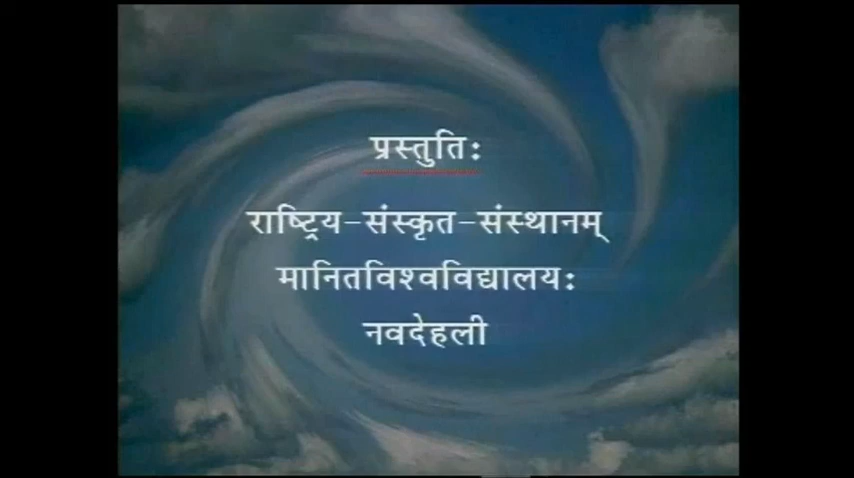 प्रस्तुतिः
राष्ट्रिय-संस्कृत-संस्थानम्
मानितविश्वविद्यालयः
नवदेहली